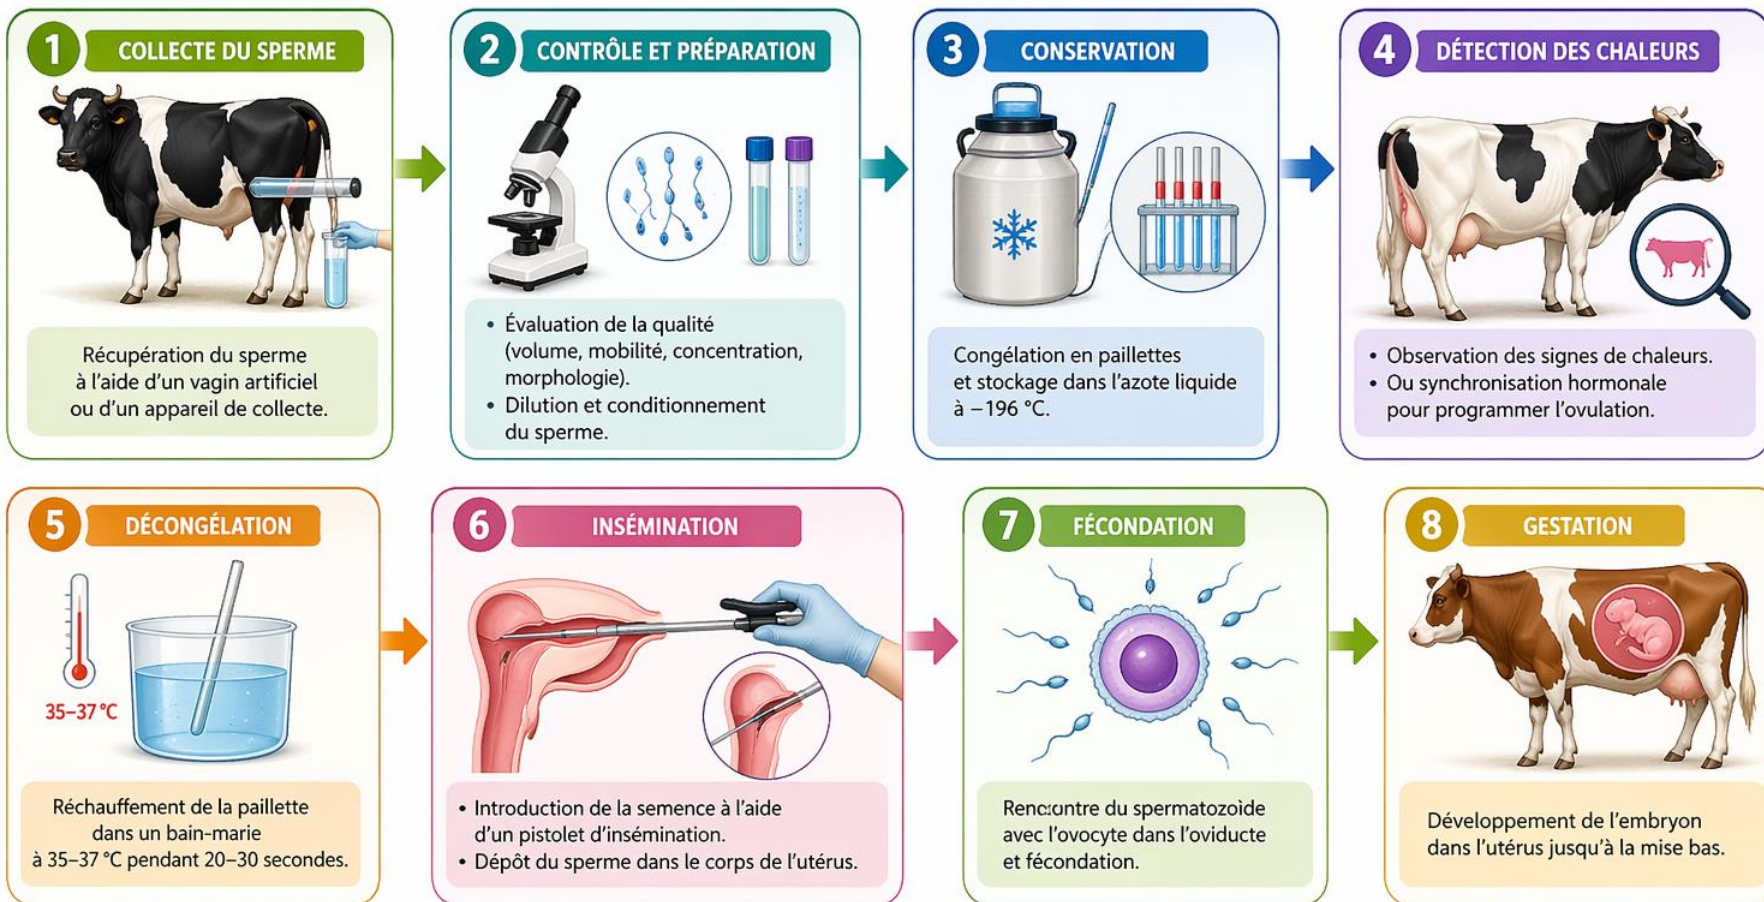 1 COLLECTE DU SPERME
Récupération du sperme
à l'aide d'un vagin artificiel
ou d'un appareil de collecte.
2 CONTRÔLE ET PRÉPARATION
• Évaluation de la qualité
(volume, mobilité, concentration,
morphologie).
• Dilution et conditionnement
du sperme.
3 CONSERVATION
Congélation en paillettes
et stockage dans l'azote liquide
à −196 °C.
4 DÉTECTION DES CHALEURS
• Observation des signes de chaleurs.
• Ou synchronisation hormonale
pour programmer l'ovulation.
5 DÉCONGÉLATION
35–37 °C
Réchauffement de la paillette
dans un bain-marie
à 35–37 °C pendant 20–30 secondes.
6 INSÉMINATION
• Introduction de la semence à l'aide
d'un pistolet d'insémination.
• Dépôt du sperme dans le corps de l'utérus.
7 FÉCONDATION
Rencontre du spermatozoïde
avec l'ovocyte dans l'oviducte
et fécondation.
8 GESTATION
Développement de l'embryon
dans l'utérus jusqu'à la mise bas.